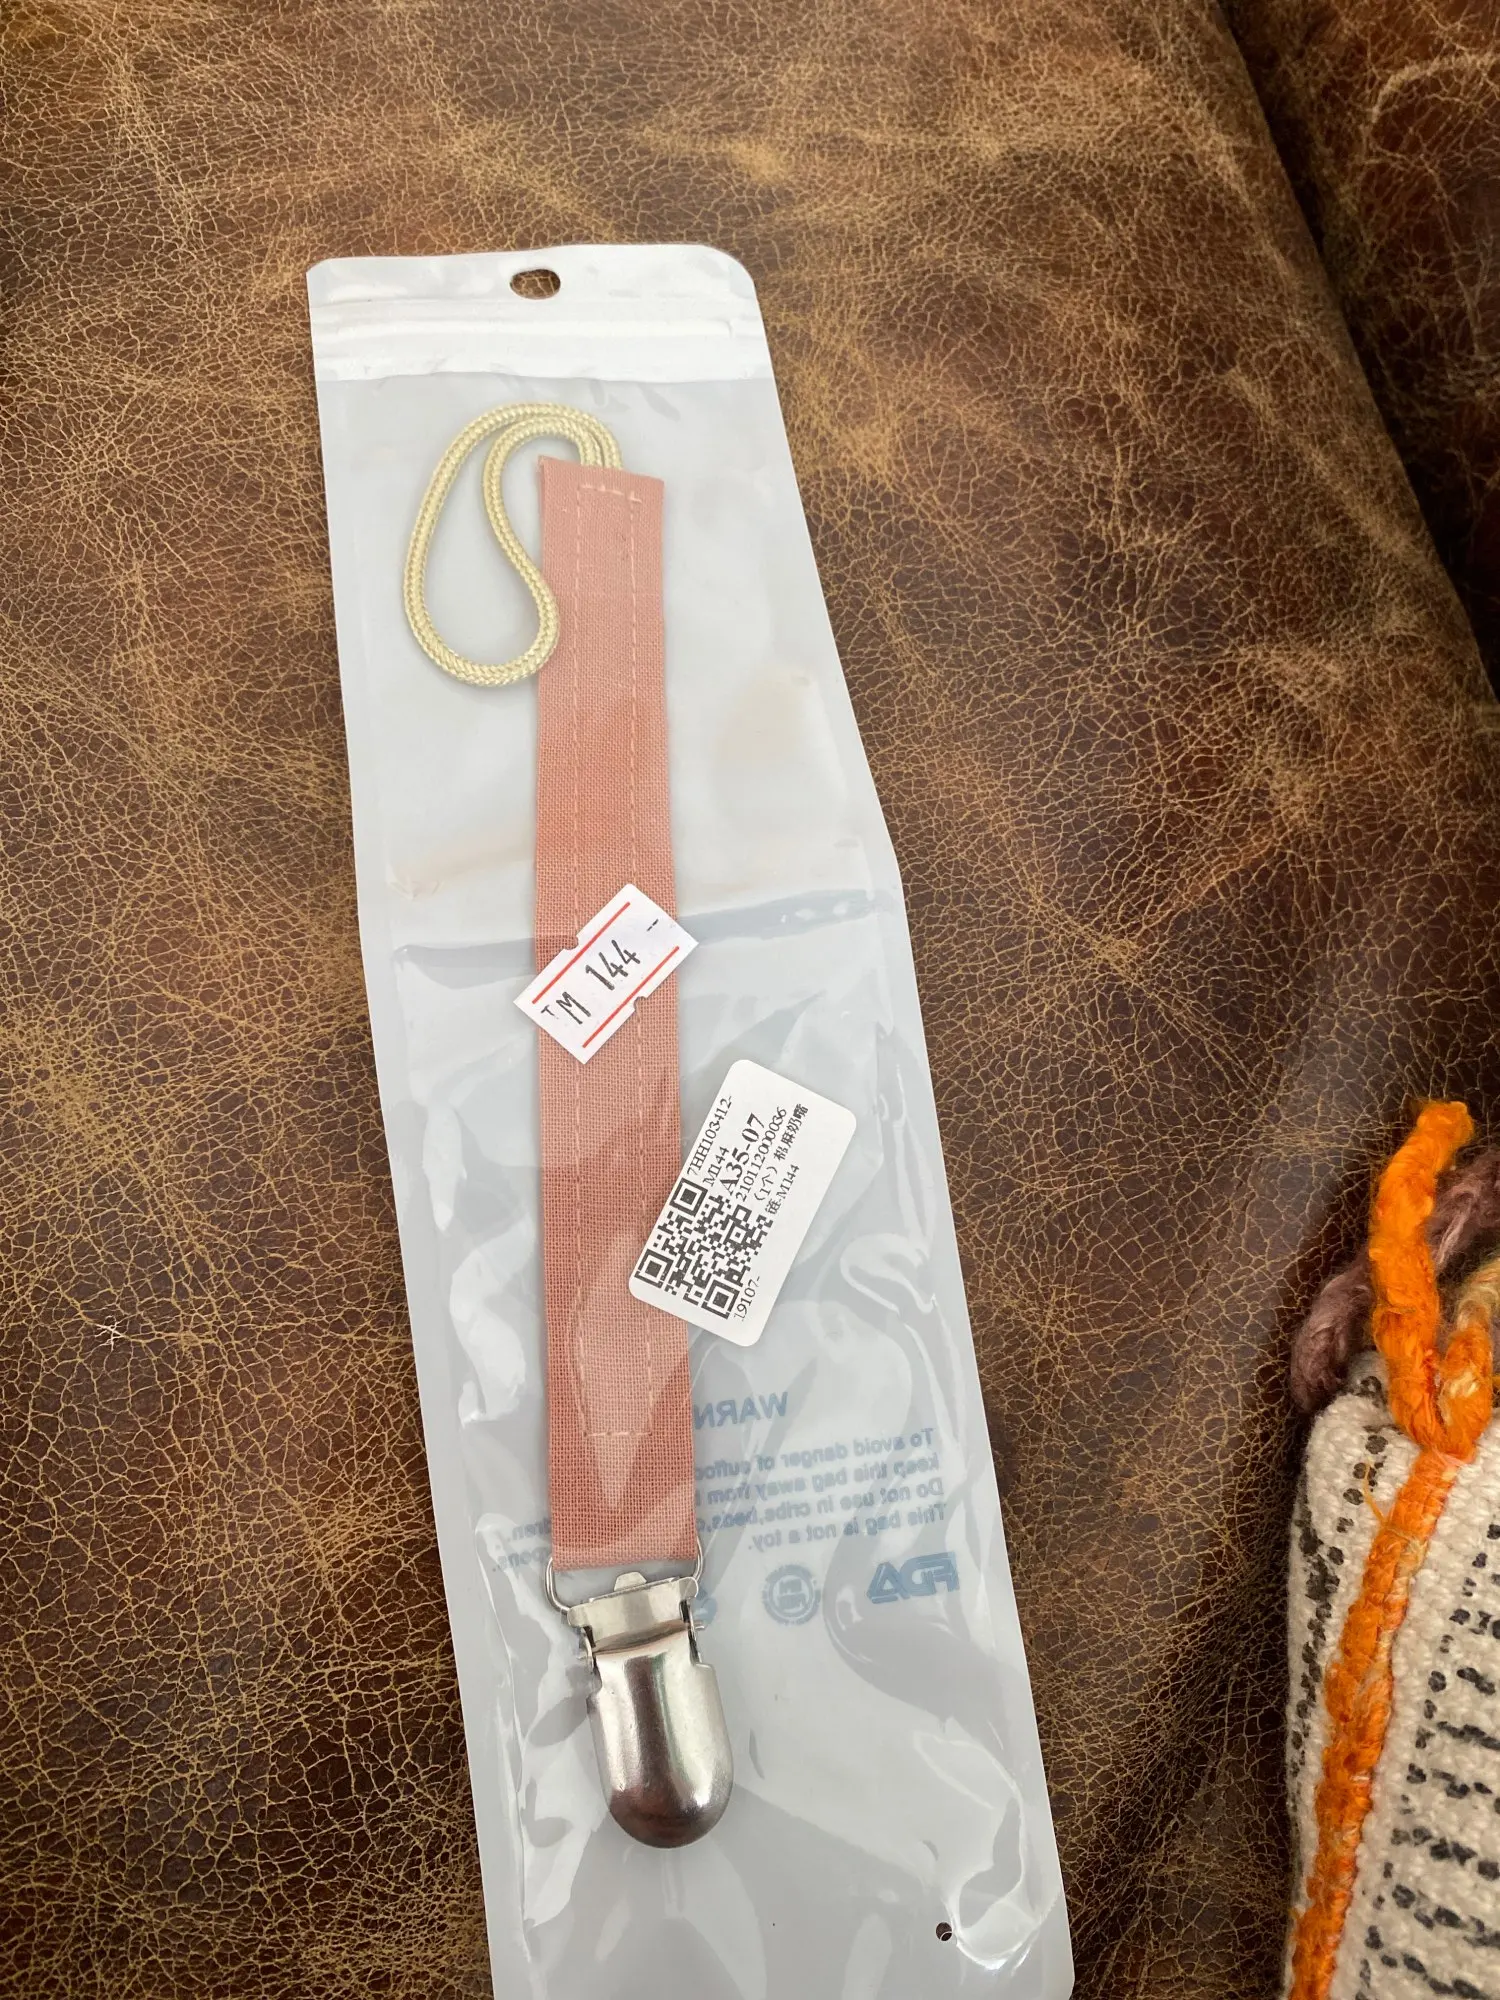 M 144
7HH103412-
M144
A35-07
210112000036
(1个) 棉麻奶嘴
链-M144
19107-
WARN
To avoid danger of suffoc
keep this bag away from
Do not use in cribs,beds,
This bag is not a toy.
FDA